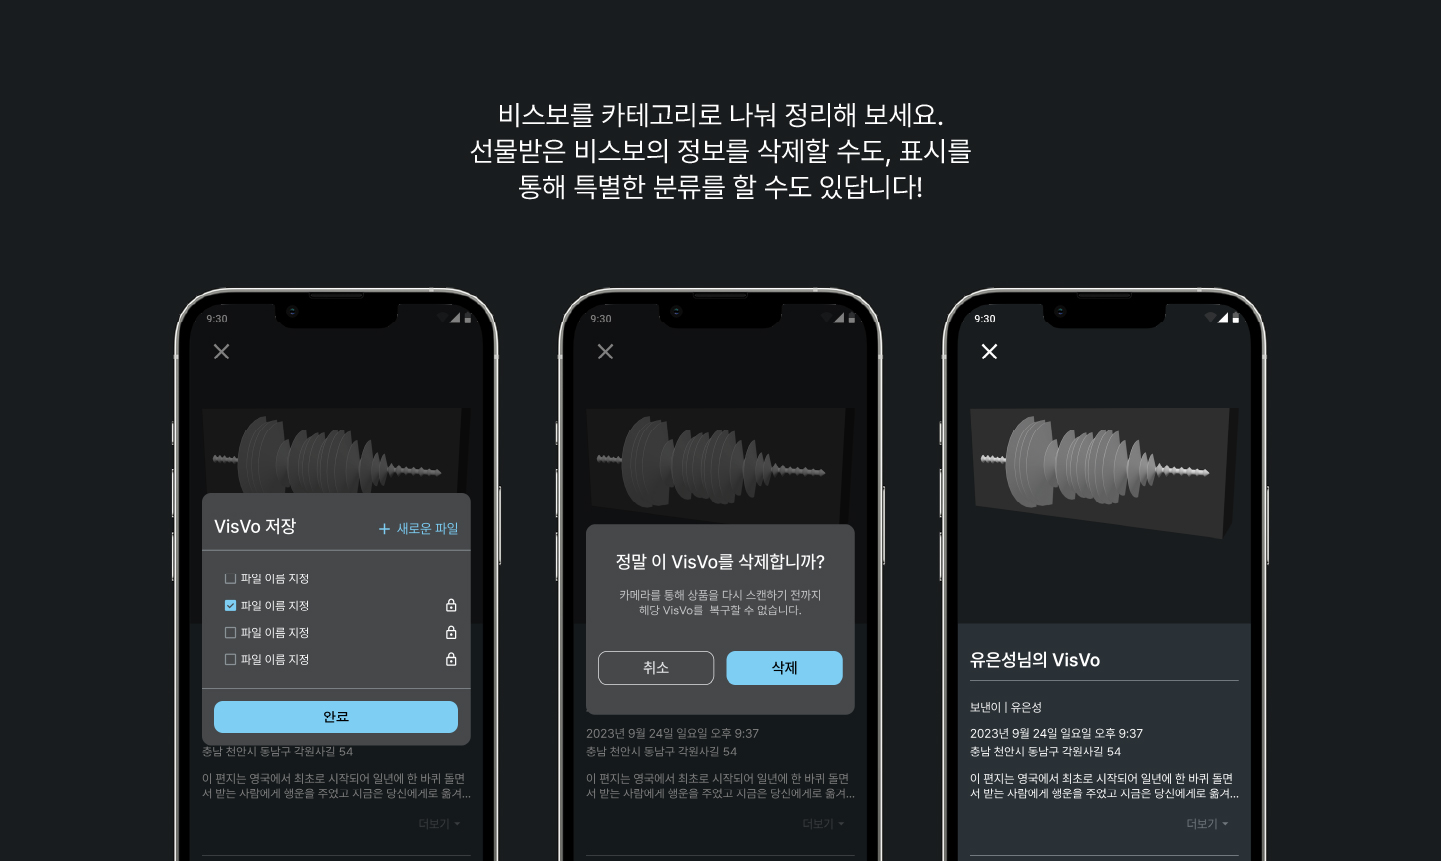 비스보를 카테고리로 나눠 정리해 보세요.
선물받은 비스보의 정보를 삭제할 수도, 표시를
통해 특별한 분류를 할 수도 있답니다!
9:30
VisVo 저장
+ 새로운 파일
파일 이름 지정
파일 이름 지정
파일 이름 지정
파일 이름 지정
안료
충남 천안시 동남구 각원사길 54
이 편지는 영국에서 최초로 시작되어 일년에 한 바퀴 돌면
서 받는 사람에게 행운을 주었고 지금은 당신에게로 옮겨...
더보기
9:30
정말 이 VisVo를 삭제합니까?
카메라를 통해 상품을 다시 스캔하기 전까지
해당 VisVo를 복구할 수 없습니다.
취소
삭제
2023년 9월 24일 일요일 오후 9:37
충남 천안시 동남구 각원사길 54
이 편지는 영국에서 최초로 시작되어 일년에 한 바퀴 돌면
서 받는 사람에게 행운을 주었고 지금은 당신에게로 옮겨...
더보기
9:30
유은성님의 VisVo
보낸이 | 유은성
2023년 9월 24일 일요일 오후 9:37
충남 천안시 동남구 각원사길 54
이 편지는 영국에서 최초로 시작되어 일년에 한 바퀴 돌면
서 받는 사람에게 행운을 주었고 지금은 당신에게로 옮겨...
더보기